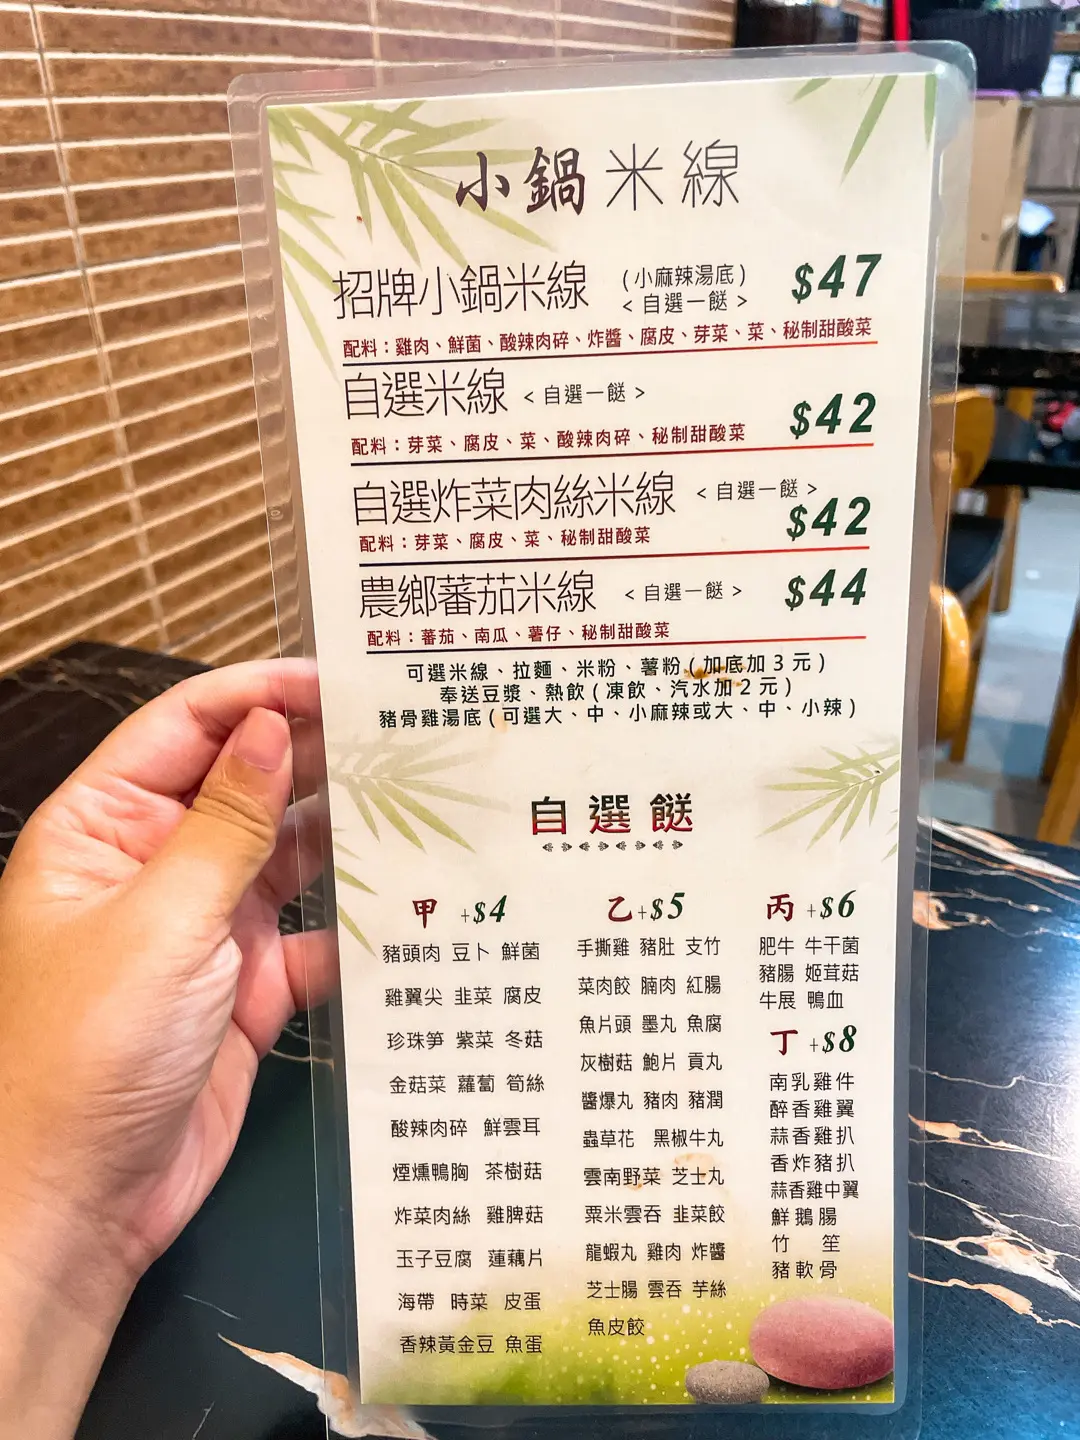 小鍋米線
招牌小鍋米線 (小麻辣湯底) $47
<自選一餸>
配料：雞肉、鮮菌、酸辣肉碎、炸醬、腐皮、芽菜、菜、秘制甜酸菜
自選米線 <自選一餸> $42
配料：芽菜、腐皮、菜、酸辣肉碎、秘制甜酸菜
自選炸菜肉絲米線 <自選一餸> $42
配料：芽菜、腐皮、菜、秘制甜酸菜
農鄉蕃茄米線 <自選一餸> $44
配料：蕃茄、南瓜、薯仔、秘制甜酸菜
可選米線、拉麵、米粉、薯粉(加底加3元)
奉送豆漿、熱飲(凍飲、汽水加2元)
豬骨雞湯底(可選大、中、小麻辣或大、中、小辣)
自選餸
甲 +$4
豬頭肉 豆卜 鮮菌
雞翼尖 韭菜 腐皮
珍珠笋 紫菜 冬菇
金菇菜 蘿蔔 筍絲
酸辣肉碎 鮮雲耳
煙燻鴨胸 茶樹菇
炸菜肉絲 雞脾菇
玉子豆腐 蓮藕片
海帶 時菜 皮蛋
香辣黃金豆 魚蛋
乙 +$5
手撕雞 豬肚 支竹
菜肉餃 腩肉 紅腸
魚片頭 墨丸 魚腐
灰樹菇 鮑片 貢丸
醬爆丸 豬肉 豬潤
蟲草花 黑椒牛丸
雲南野菜 芝士丸
粟米雲吞 韭菜餃
龍蝦丸 雞肉 炸醬
芝士腸 雲吞 芋絲
魚皮餃
丙 +$6
肥牛 牛干菌
豬腸 姬茸菇
牛展 鴨血
丁 +$8
南乳雞件
醉香雞翼
蒜香雞扒
香炸豬扒
蒜香雞中翼
鮮鵝腸
竹 笙
豬軟骨